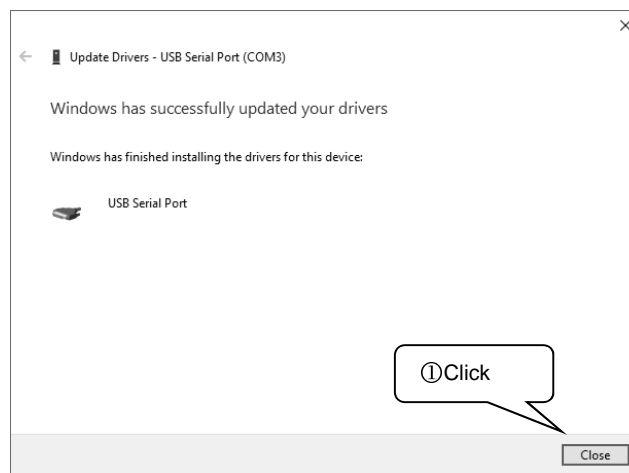 Update Drivers - USB Serial Port (COM3)
Windows has successfully updated your drivers
Windows has finished installing the drivers for this device:
USB Serial Port
①Click
Close